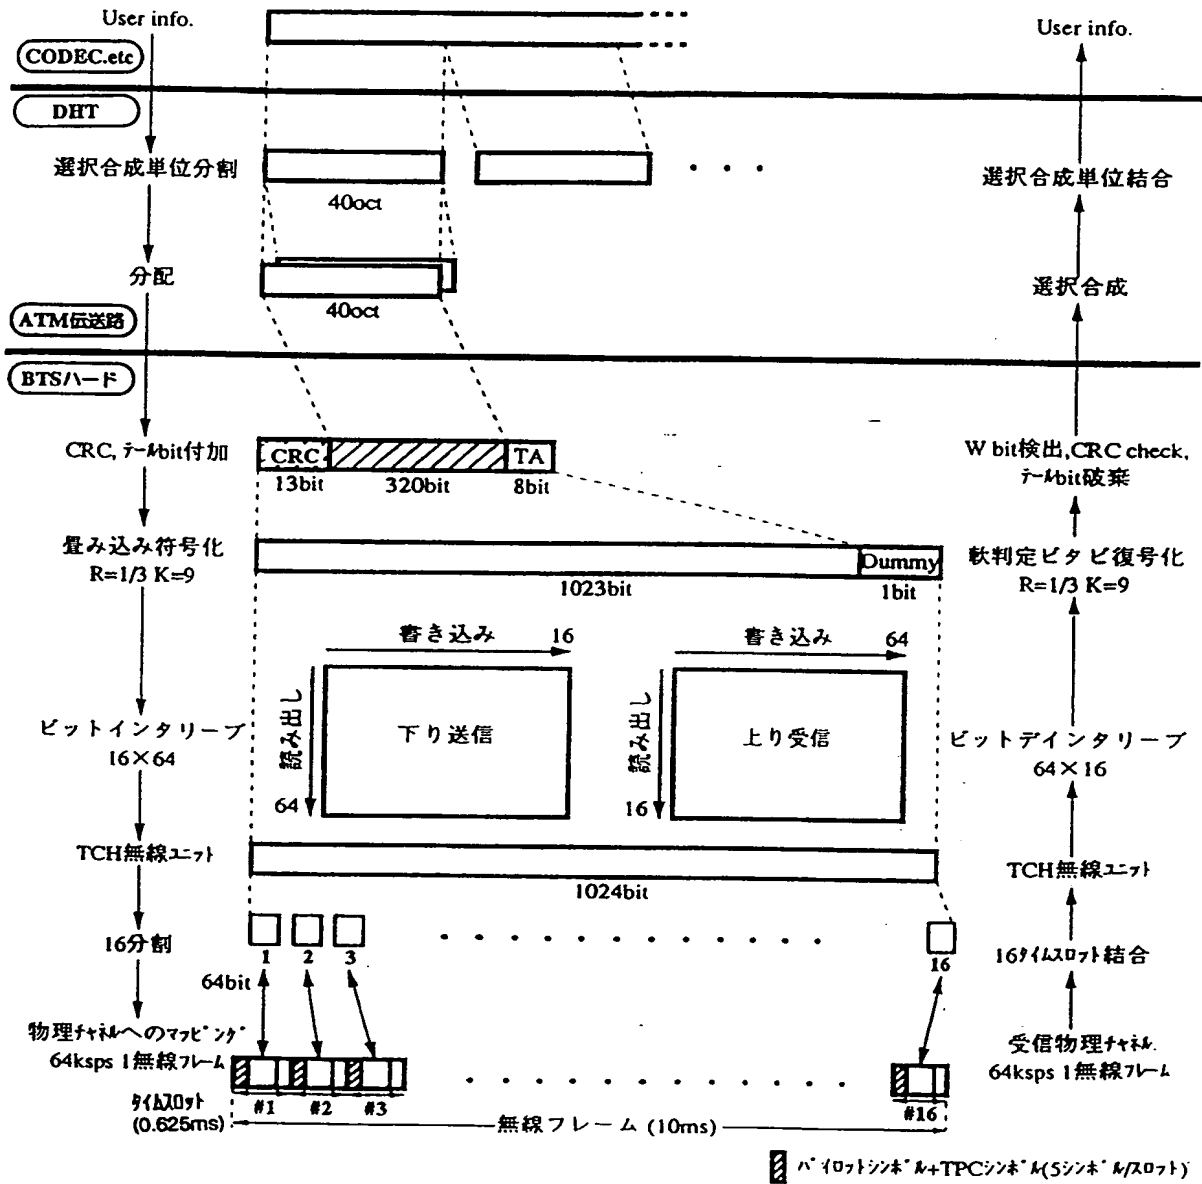 User info.
User info.
CODEC.etc
DHT
選択合成単位分割
40oct
選択合成単位結合
分配
40oct
選択合成
ATM伝送路
BTSハード
CRC, テールbit付加
CRC
TA
13bit
320bit
8bit
W bit検出,CRC check,
テールbit破棄
畳み込み符号化
R=1/3 K=9
Dummy
1023bit
1bit
軟判定ビタビ復号化
R=1/3 K=9
書き込み
16
書き込み
64
読み出し
下り送信
64
読み出し
上り受信
16
ビットインタリーブ
16×64
ビットデインタリーブ
64×16
TCH無線ユニット
1024bit
TCH無線ユニット
16分割
1
2
3
16
64bit
16タイムスロット結合
物理チャネルへのマッピング
64ksps 1無線フレーム
受信物理チャネル.
64ksps 1無線フレーム
タイムスロット
(0.625ms)
#1
#2
#3
#16
無線フレーム (10ms)
パイロットシンボル+TPCシンボル(5シンボル/スロット)